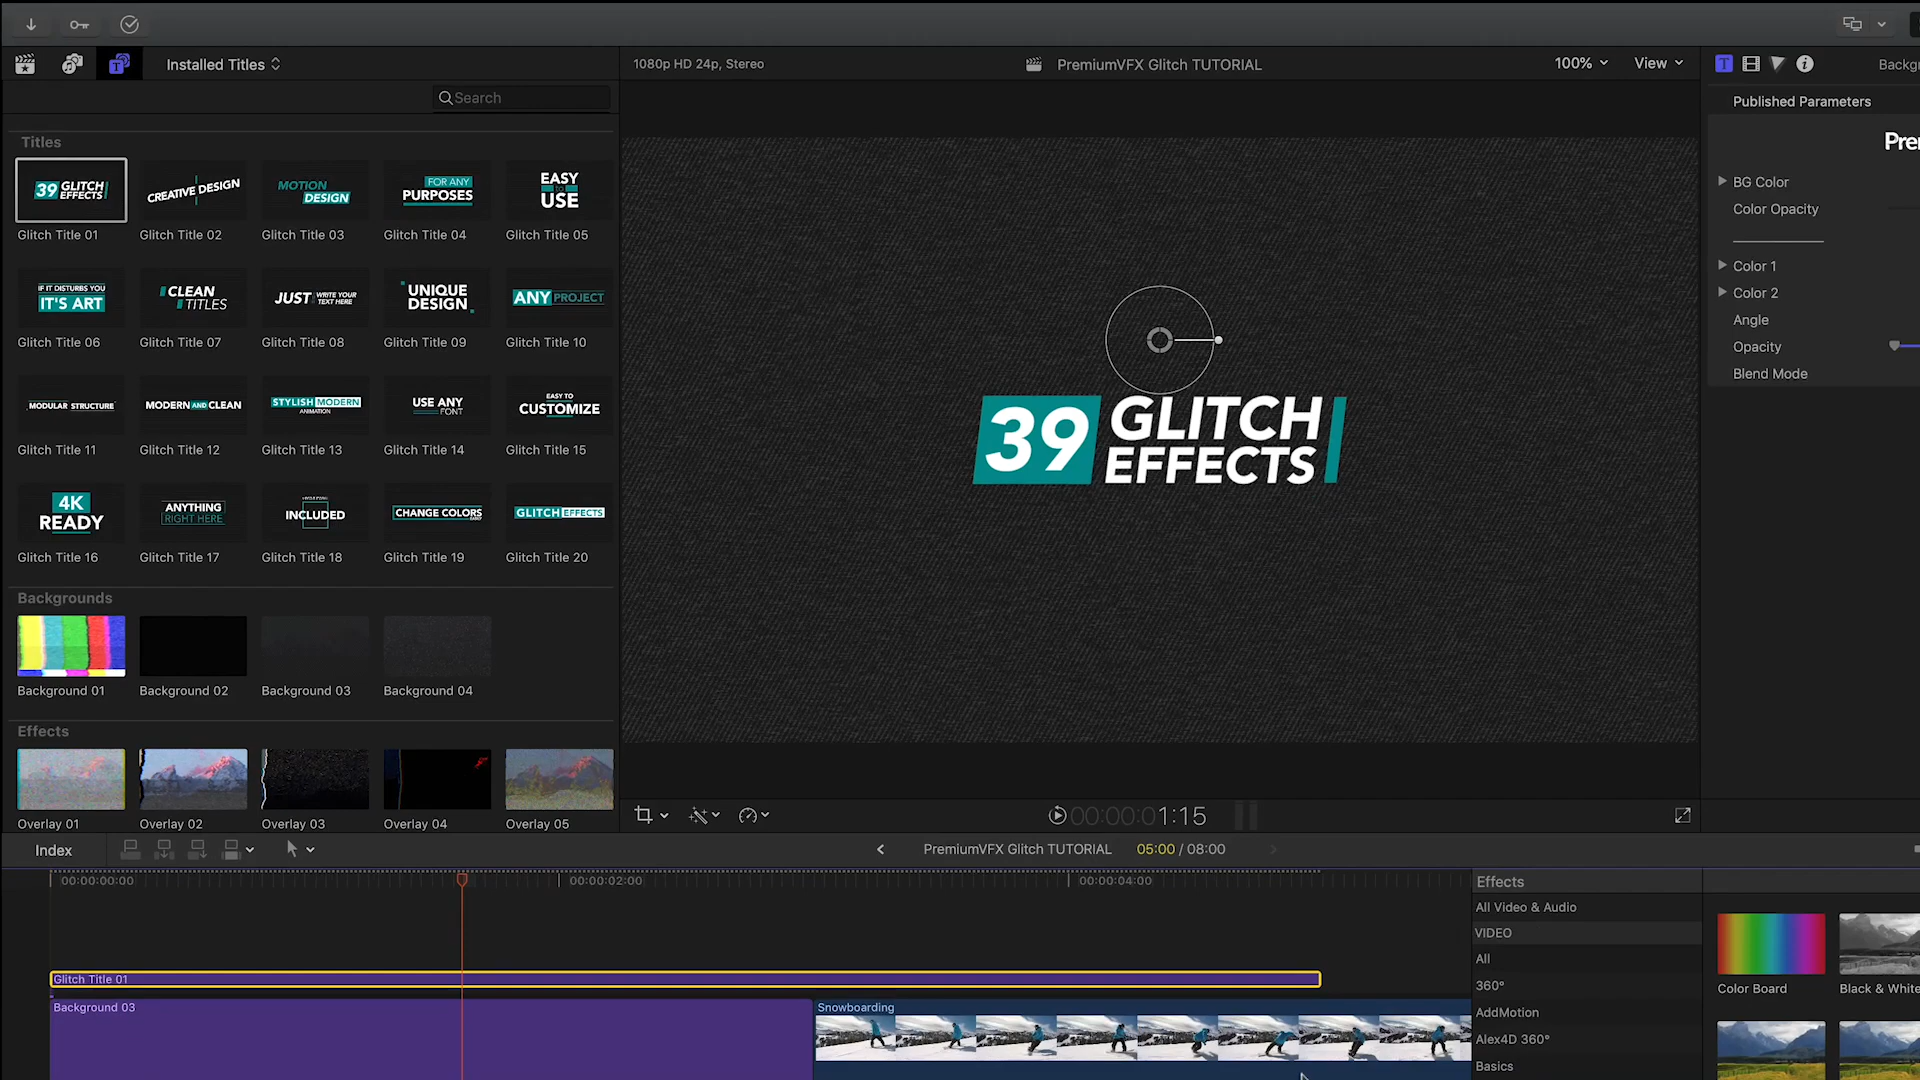 Installed Titles
1080p HD 24p, Stereo
PremiumVFX Glitch TUTORIAL
100%
View
Search
Published Parameters
BG Color
Color Opacity
Color 1
Color 2
Angle
Opacity
Blend Mode
Titles
39 GLITCH EFFECTS
CREATIVE DESIGN
MOTION DESIGN
FOR ANY PURPOSES
EASY to USE
Glitch Title 01
Glitch Title 02
Glitch Title 03
Glitch Title 04
Glitch Title 05
IF IT DISTURBS YOU IT'S ART
CLEAN TITLES
JUST WRITE YOUR TEXT HERE
UNIQUE DESIGN
ANY PROJECT
Glitch Title 06
Glitch Title 07
Glitch Title 08
Glitch Title 09
Glitch Title 10
MODULAR STRUCTURE
MODERN AND CLEAN
STYLISH MODERN ANIMATION
USE ANY FONT
EASY TO CUSTOMIZE
Glitch Title 11
Glitch Title 12
Glitch Title 13
Glitch Title 14
Glitch Title 15
4K READY
ANYTHING RIGHT HERE
INCLUDED
CHANGE COLORS
GLITCH EFFECTS
Glitch Title 16
Glitch Title 17
Glitch Title 18
Glitch Title 19
Glitch Title 20
39 GLITCH
EFFECTS
Backgrounds
Background 01
Background 02
Background 03
Background 04
Effects
Overlay 01
Overlay 02
Overlay 03
Overlay 04
Overlay 05
00:00:00 1:15
Index
PremiumVFX Glitch TUTORIAL
05:00 / 08:00
00:00:00:00
00:00:02:00
00:00:04:00
Glitch Title 01
Background 03
Snowboarding
Effects
All Video & Audio
VIDEO
All
360°
AddMotion
Alex4D 360°
Basics
Color Board
Black & White